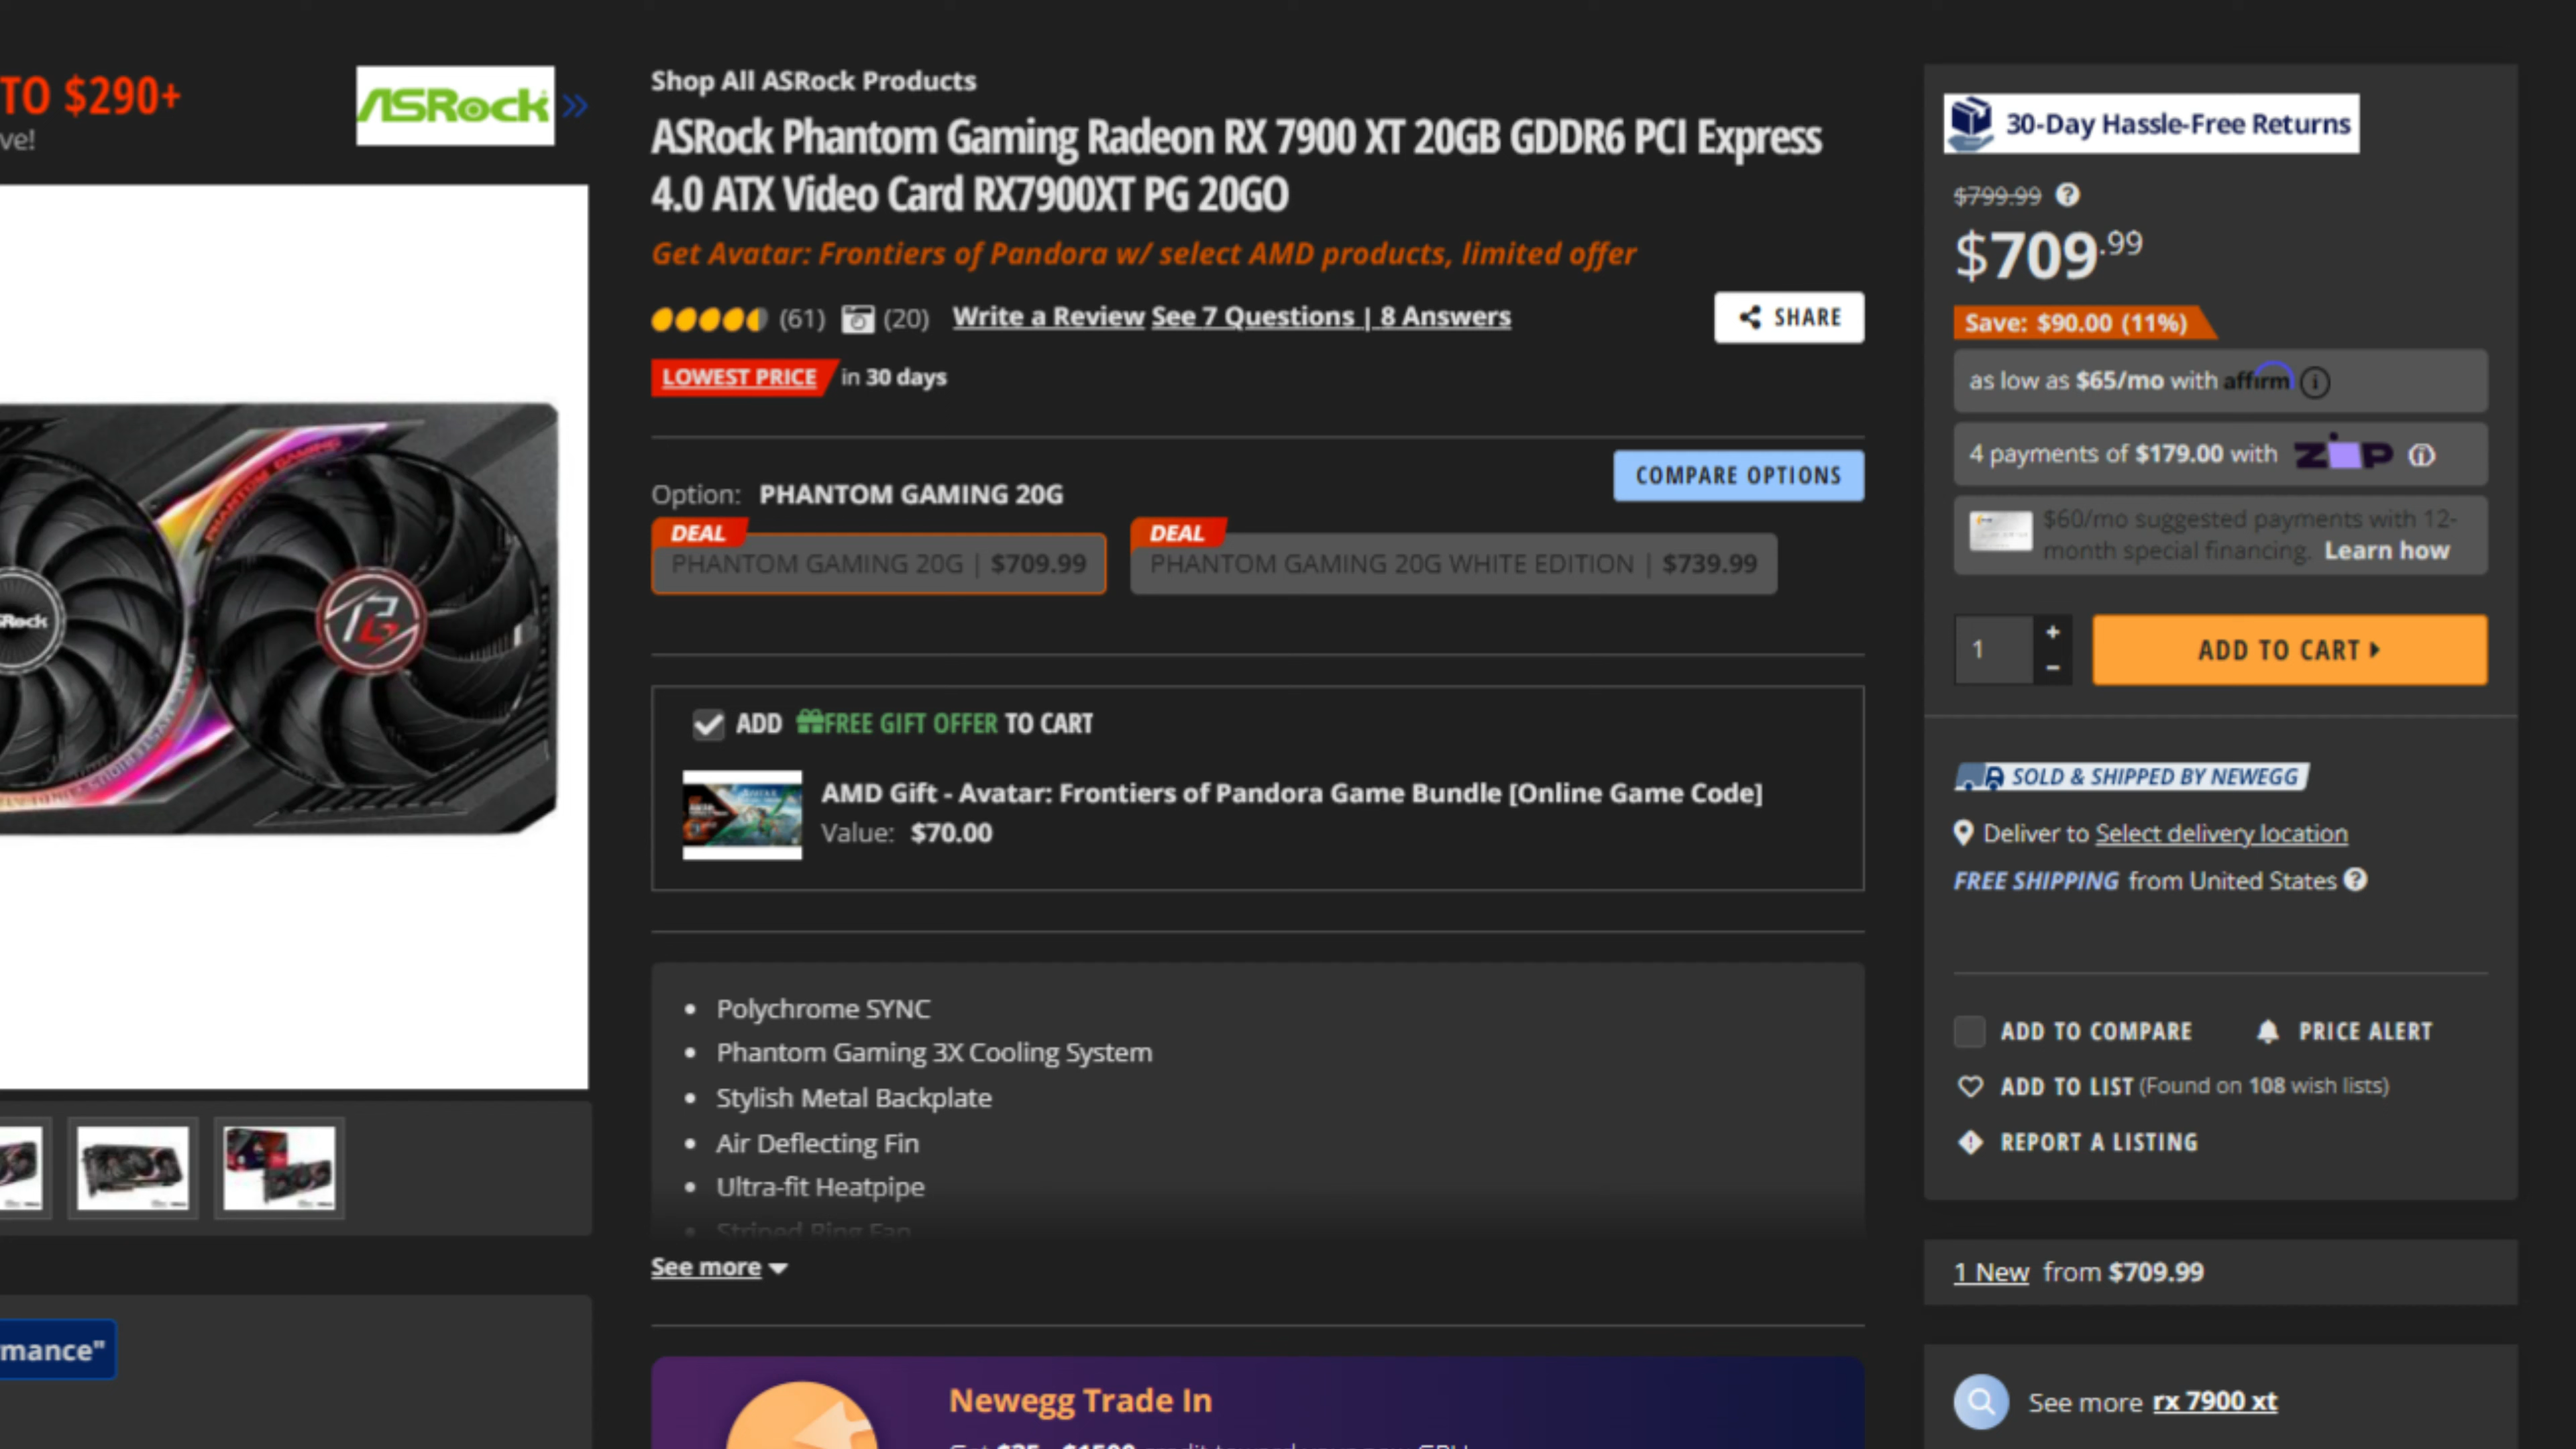 TO $290+
ve!
ASRock
Shop All ASRock Products
ASRock Phantom Gaming Radeon RX 7900 XT 20GB GDDR6 PCI Express
4.0 ATX Video Card RX7900XT PG 20GO
Get Avatar: Frontiers of Pandora w/ select AMD products, limited offer
(61) (20) Write a Review See 7 Questions | 8 Answers
SHARE
LOWEST PRICE in 30 days
Option: PHANTOM GAMING 20G
COMPARE OPTIONS
DEAL
PHANTOM GAMING 20G | $709.99
DEAL
PHANTOM GAMING 20G WHITE EDITION | $739.99
PHANTOM GAMING
ADD FREE GIFT OFFER TO CART
AMD Gift - Avatar: Frontiers of Pandora Game Bundle [Online Game Code]
Value: $70.00
Polychrome SYNC
Phantom Gaming 3X Cooling System
Stylish Metal Backplate
Air Deflecting Fin
Ultra-fit Heatpipe
Striped Ring Fan
See more
mance"
Newegg Trade In
30-Day Hassle-Free Returns
$799.99
$709.99
Save: $90.00 (11%)
as low as $65/mo with affirm
4 payments of $179.00 with zip
$60/mo suggested payments with 12-
month special financing. Learn how
1 + −
ADD TO CART
SOLD & SHIPPED BY NEWEGG
Deliver to Select delivery location
FREE SHIPPING from United States
ADD TO COMPARE PRICE ALERT
ADD TO LIST (Found on 108 wish lists)
REPORT A LISTING
1 New from $709.99
See more rx 7900 xt